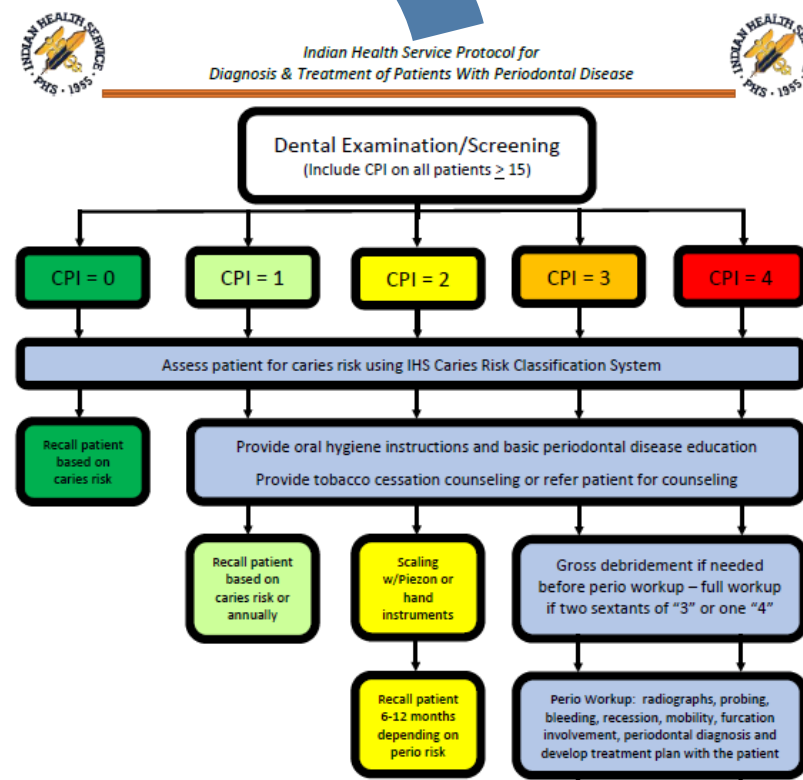 INDIAN HEALTH SERVICE
PHS · 1955
Indian Health Service Protocol for
Diagnosis & Treatment of Patients With Periodontal Disease
INDIAN HEALTH SERVICE
PHS · 1955
Dental Examination/Screening
(Include CPI on all patients ≥ 15)
CPI = 0
CPI = 1
CPI = 2
CPI = 3
CPI = 4
Assess patient for caries risk using IHS Caries Risk Classification System
Recall patient
based on
caries risk
Provide oral hygiene instructions and basic periodontal disease education
Provide tobacco cessation counseling or refer patient for counseling
Recall patient
based on
caries risk or
annually
Scaling
w/Piezon or
hand
instruments
Gross debridement if needed
before perio workup – full workup
if two sextants of “3” or one “4”
Recall patient
6-12 months
depending on
perio risk
Perio Workup: radiographs, probing,
bleeding, recession, mobility, furcation
involvement, periodontal diagnosis and
develop treatment plan with the patient